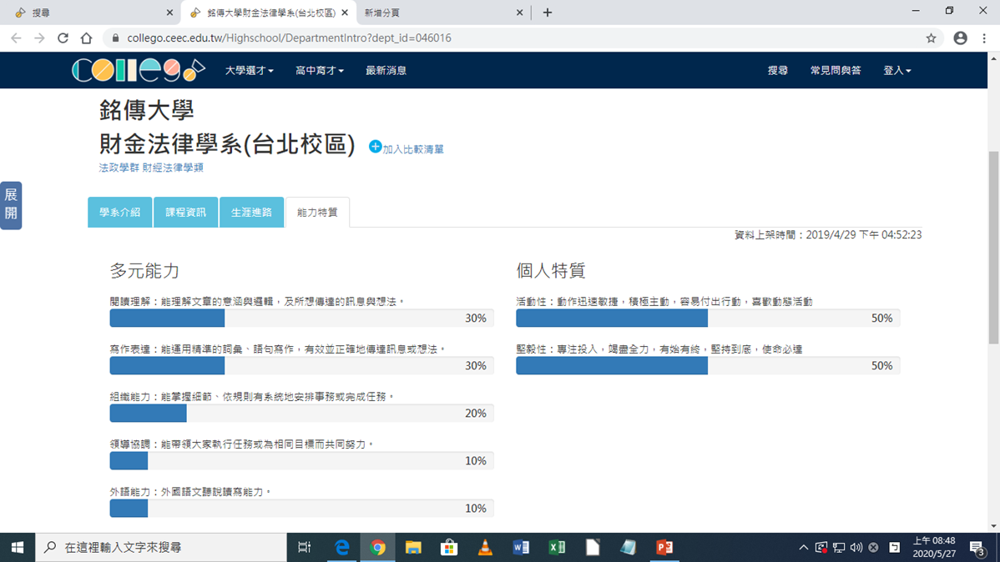 搜尋
銘傳大學財金法律學系(台北校區)
新增分頁
collego.ceec.edu.tw/Highschool/DepartmentIntro?dept_id=046016
collego
大學選才
高中育才
最新消息
搜尋
常見問與答
登入
銘傳大學
財金法律學系(台北校區)
加入比較清單
法政學群 財經法律學類
展開
學系介紹
課程資訊
生涯進路
能力特質
資料上架時間：2019/4/29 下午 04:52:23
多元能力
閱讀理解：能理解文章的意涵與邏輯，及所想傳達的訊息與想法。
30%
寫作表達：能運用精準的詞彙、語句寫作，有效並正確地傳達訊息或想法。
30%
組織能力：能掌握細節、依規則有系統地安排事務或完成任務。
20%
領導協調：能帶領大家執行任務或為相同目標而共同努力。
10%
外語能力：外國語文聽說讀寫能力。
10%
個人特質
活動性：動作迅速敏捷，積極主動，容易付出行動，喜歡動態活動
50%
堅毅性：專注投入，竭盡全力，有始有終，堅持到底，使命必達
50%
在這裡輸入文字來搜尋
上午 08:48
2020/5/27
3